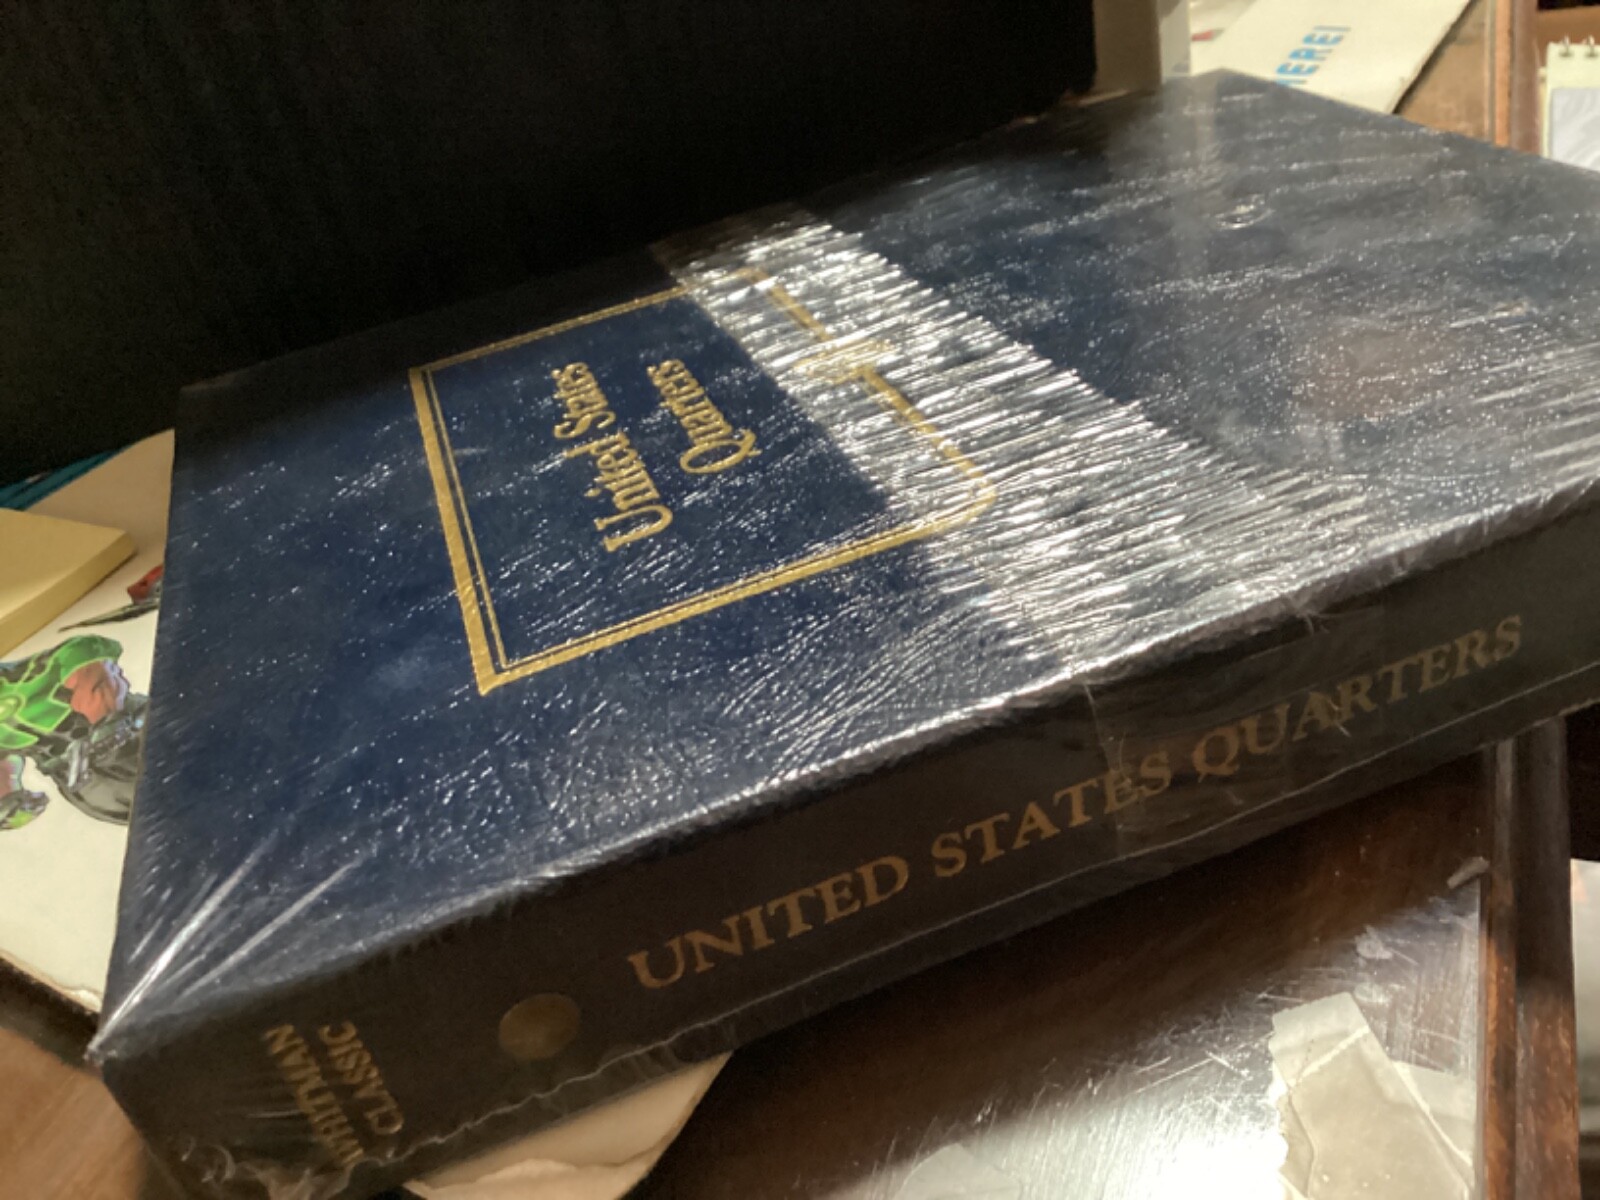 United States
Quarters
UNITED STATES QUARTERS
WHITMAN
CLASSIC